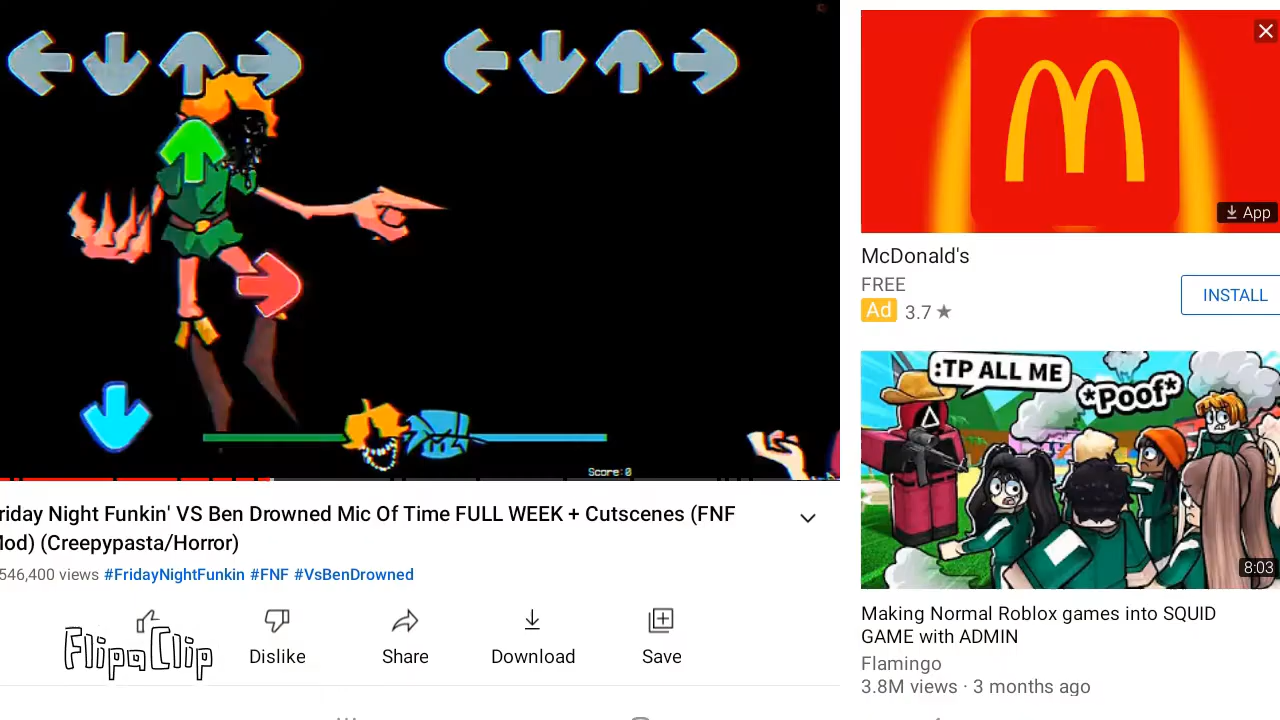 Score:0
riday Night Funkin' VS Ben Drowned Mic Of Time FULL WEEK + Cutscenes (FNF
Mod) (Creepypasta/Horror)
546,400 views #FridayNightFunkin #FNF #VsBenDrowned
FlipaClip
Dislike
Share
Download
Save
App
McDonald's
FREE
INSTALL
Ad 3.7 ★
:TP ALL ME
*Poof*
8:03
Making Normal Roblox games into SQUID
GAME with ADMIN
Flamingo
3.8M views · 3 months ago